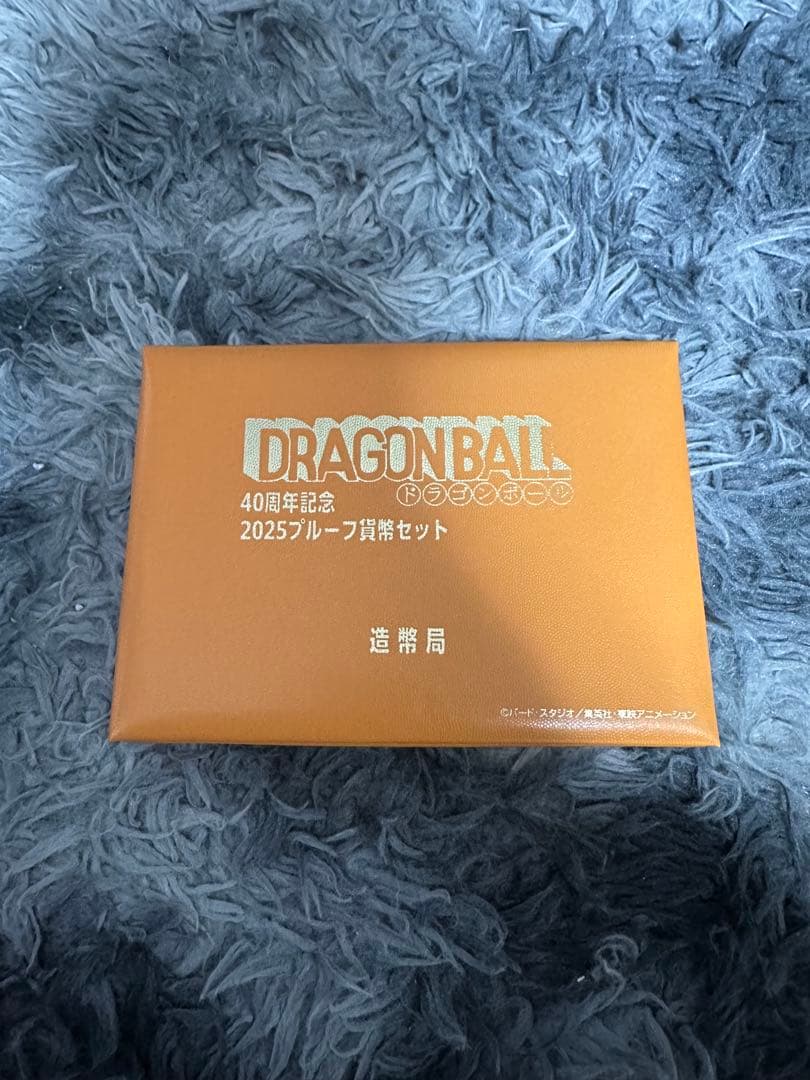 DRAGON BALL
ドラゴンボール
40周年記念
2025プルーフ貨幣セット
造幣局
©バード・スタジオ/集英社・東映アニメーション